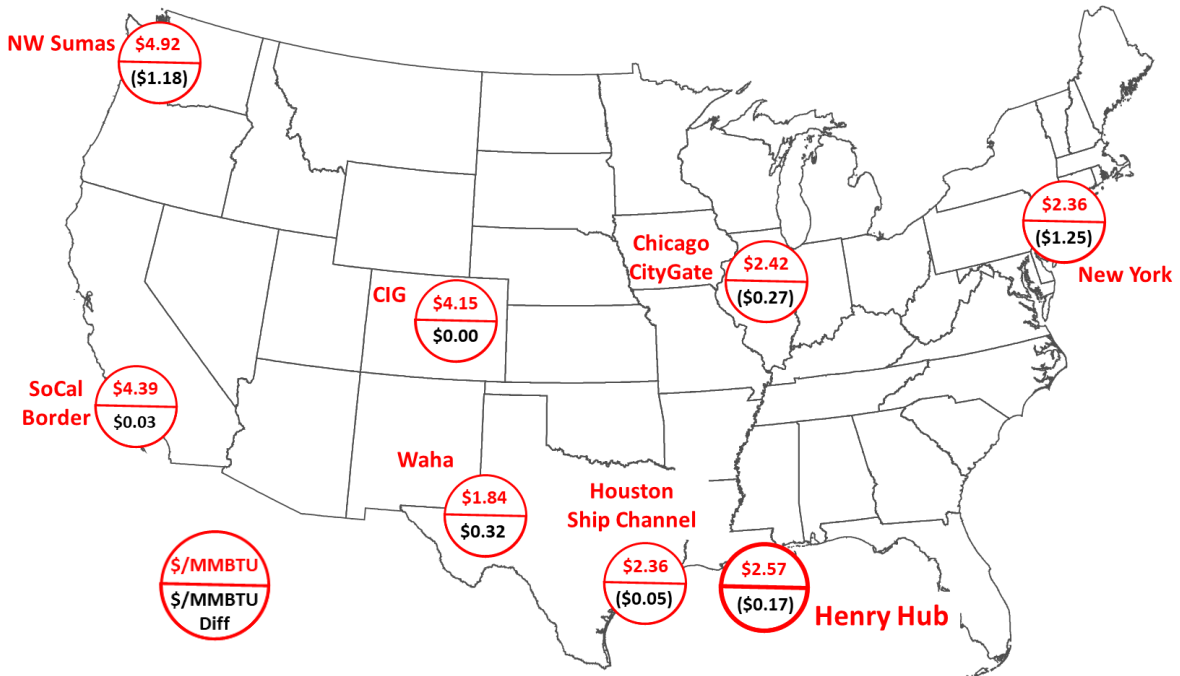 NW Sumas
$4.92
($1.18)
$2.36
($1.25)
New York
Chicago
CityGate
$2.42
($0.27)
CIG
$4.15
$0.00
SoCal
Border
$4.39
$0.03
Waha
$1.84
$0.32
Houston
Ship Channel
$2.36
($0.05)
$2.57
($0.17)
Henry Hub
$/MMBTU
$/MMBTU
Diff